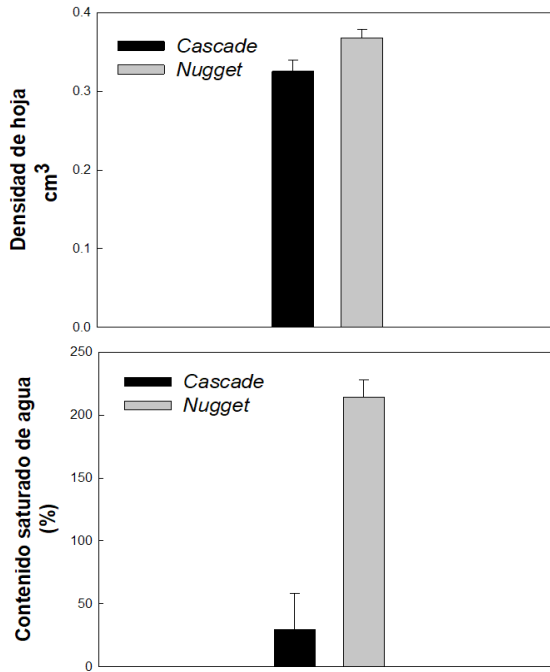 Densidad de hoja
cm3
0.4
0.3
0.2
0.1
0.0
Cascade
Nugget
Contenido saturado de agua
(%)
250
200
150
100
50
0
Cascade
Nugget